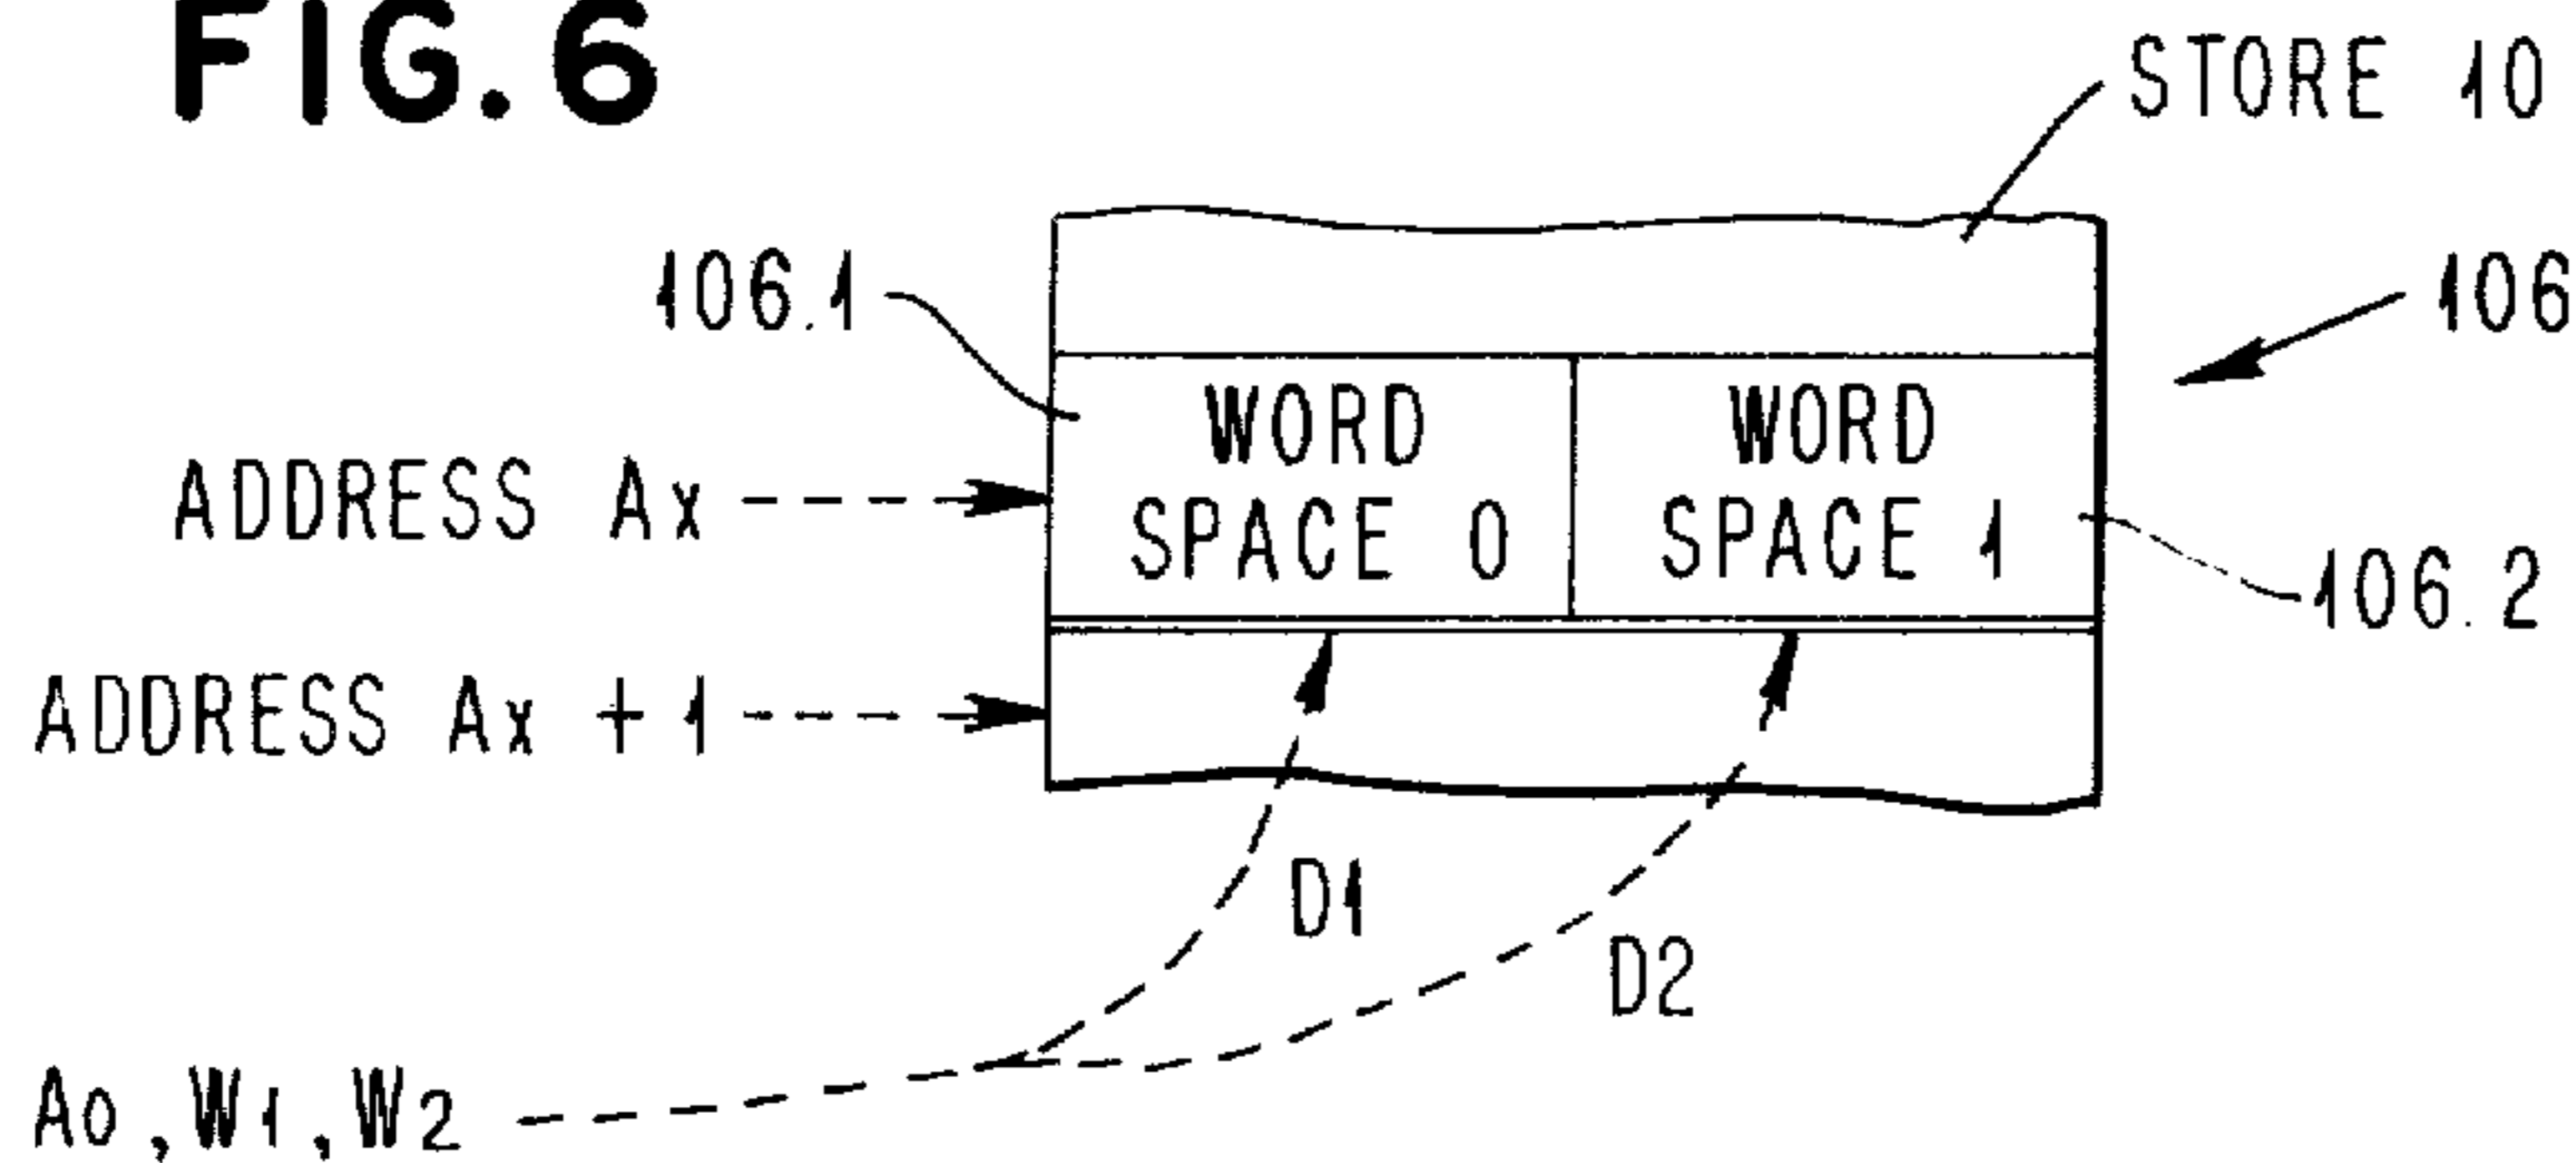 FIG. 6
STORE 10
106.1
106
WORD SPACE 0
WORD SPACE 1
ADDRESS Ax
106.2
ADDRESS Ax + 1
D1
D2
A0, W1, W2